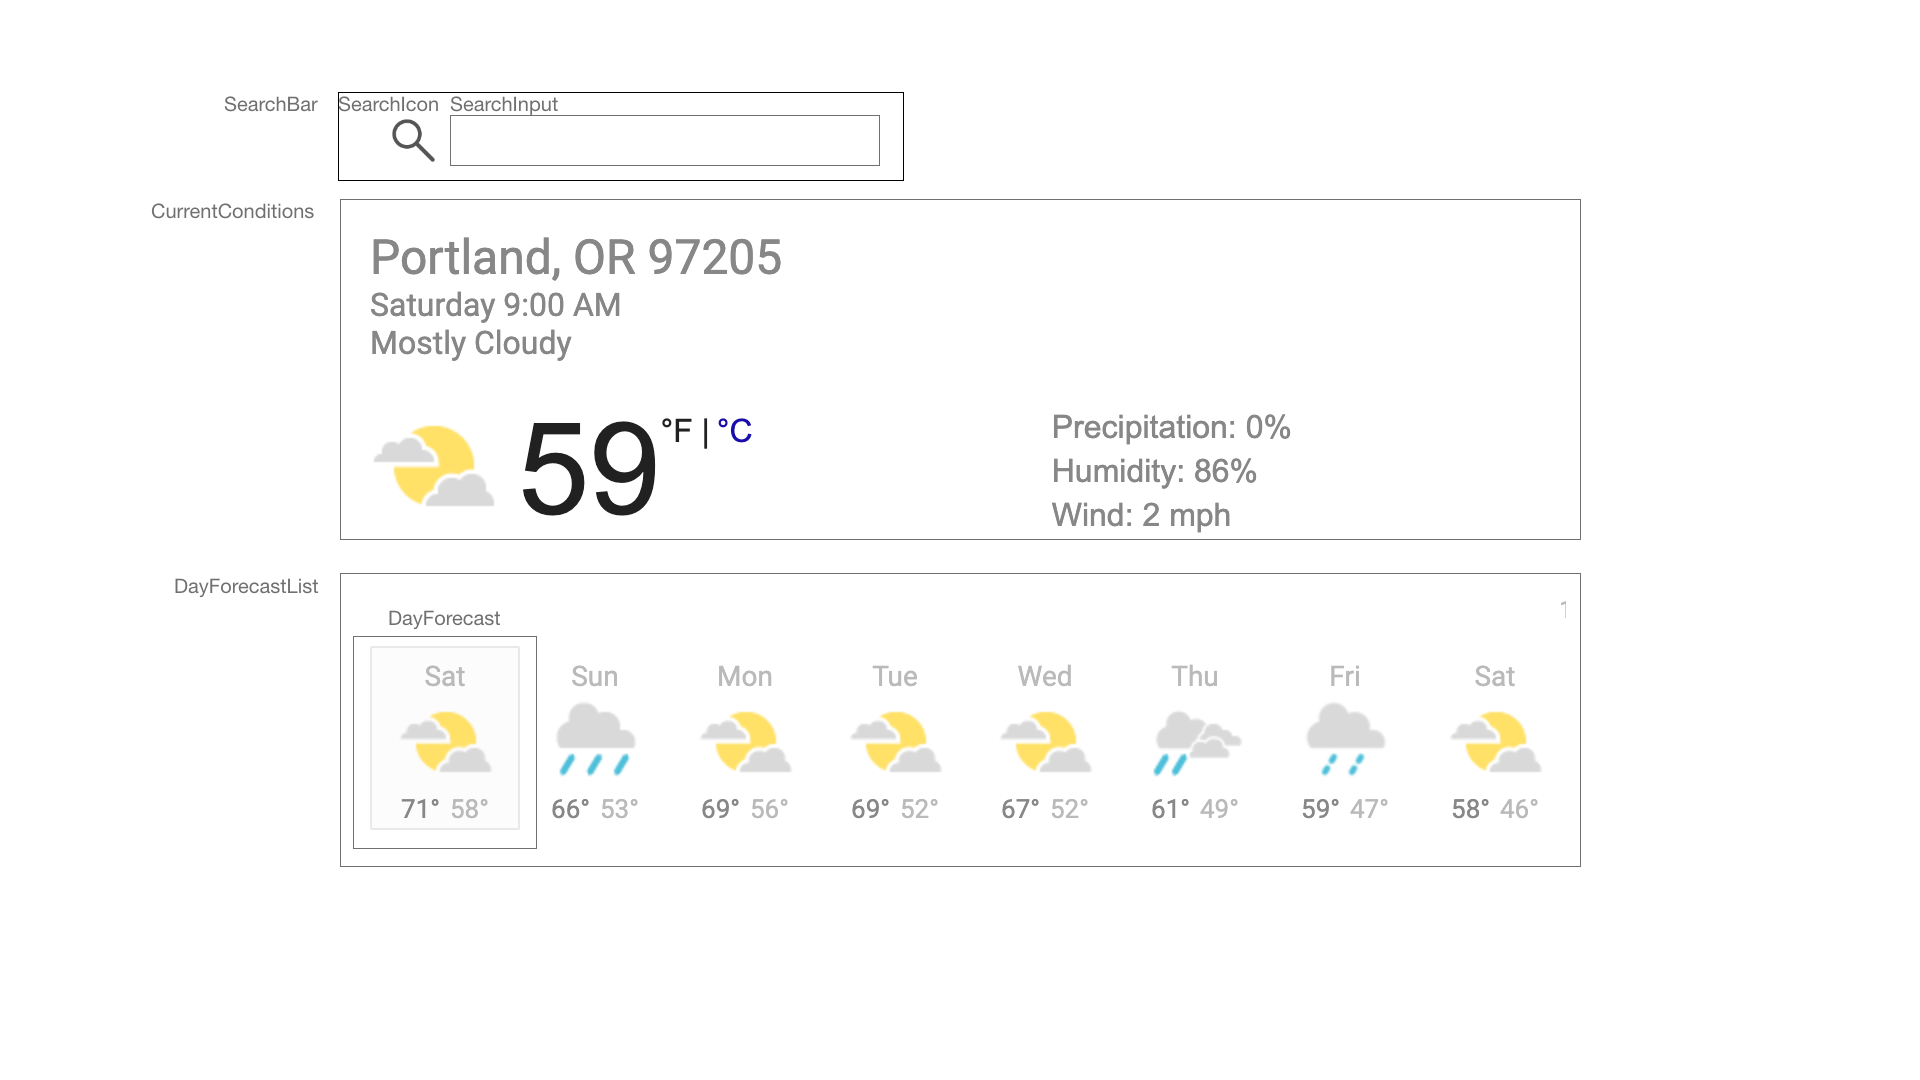 SearchBar
SearchIcon SearchInput
CurrentConditions
Portland, OR 97205
Saturday 9:00 AM
Mostly Cloudy
59 °F | °C
Precipitation: 0%
Humidity: 86%
Wind: 2 mph
DayForecastList
DayForecast
Sat Sun Mon Tue Wed Thu Fri Sat
71° 58° 66° 53° 69° 56° 69° 52° 67° 52° 61° 49° 59° 47° 58° 46°